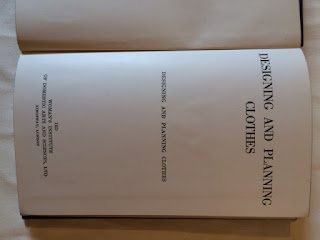 DESIGNING AND PLANNING
CLOTHES
DESIGNING AND PLANNING CLOTHES
WOMAN'S INSTITUTE
OF DOMESTIC ARTS AND SCIENCES, LTD.